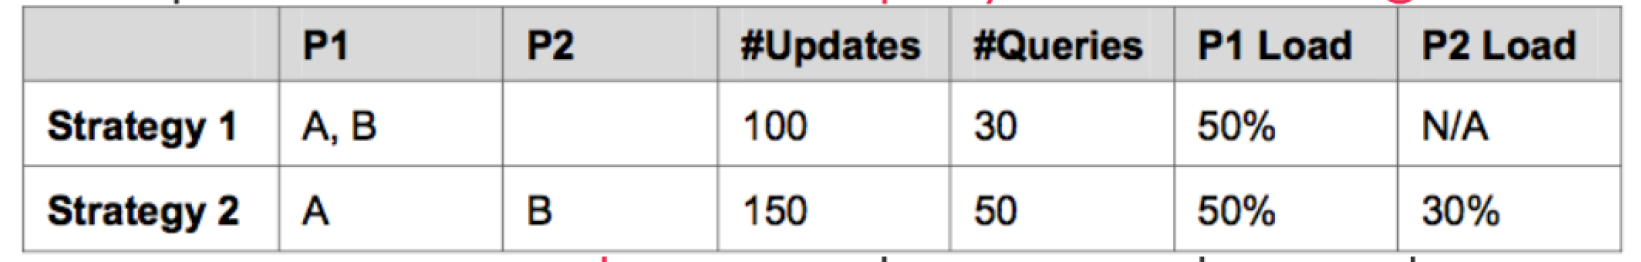 P1 P2 #Updates #Queries P1 Load P2 Load
Strategy 1 A, B 100 30 50% N/A
Strategy 2 A B 150 50 50% 30%